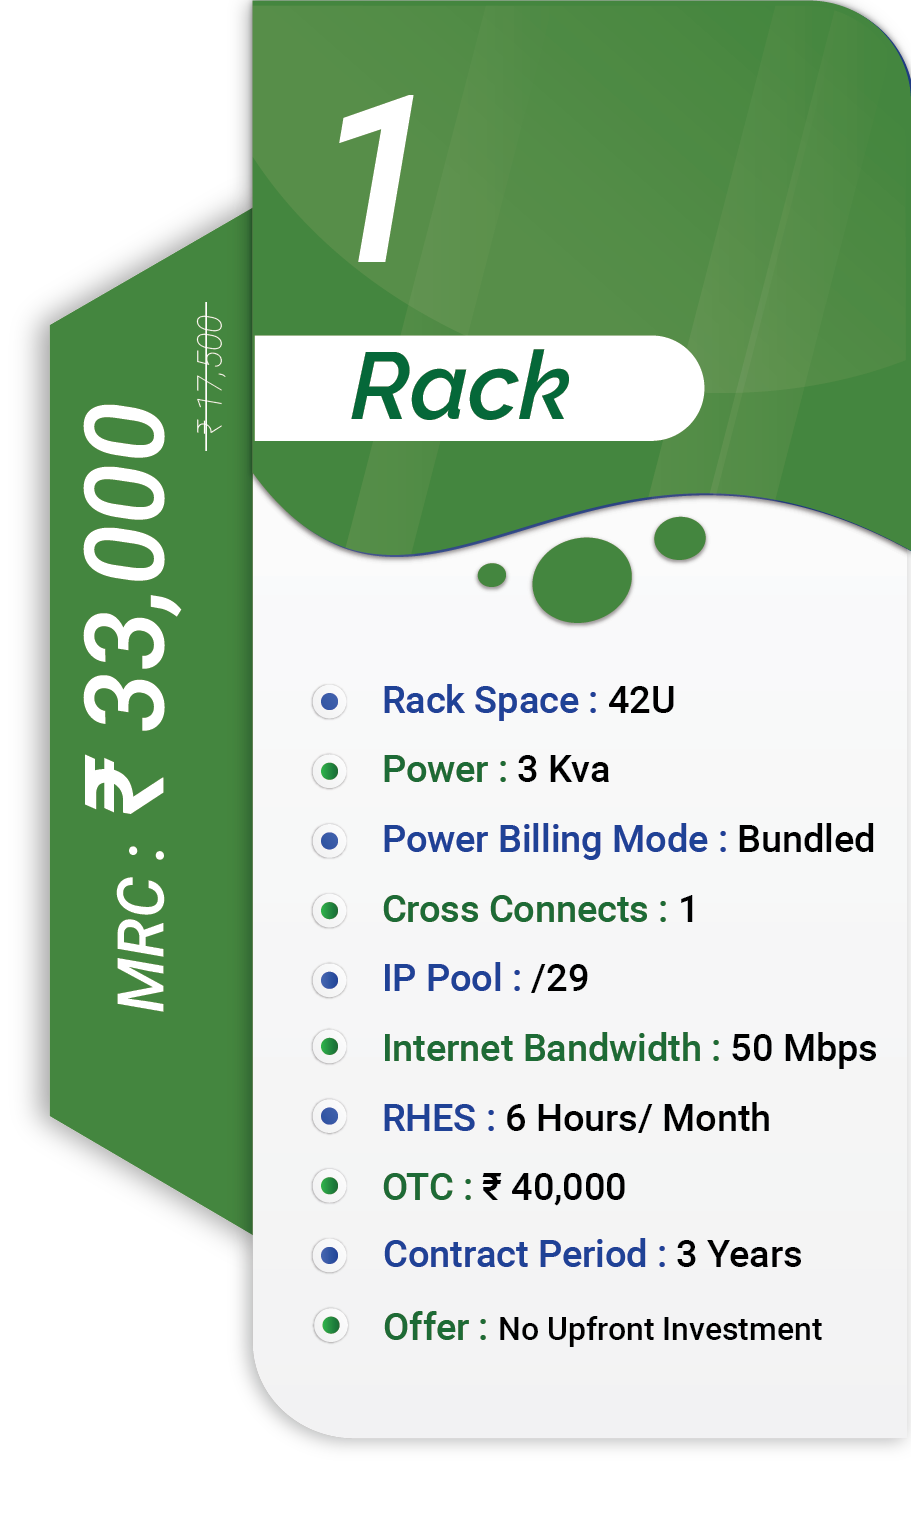 1
Rack
₹ 17,500
MRC : ₹ 33,000
Rack Space : 42U
Power : 3 Kva
Power Billing Mode : Bundled
Cross Connects : 1
IP Pool : /29
Internet Bandwidth : 50 Mbps
RHES : 6 Hours/ Month
OTC : ₹ 40,000
Contract Period : 3 Years
Offer : No Upfront Investment